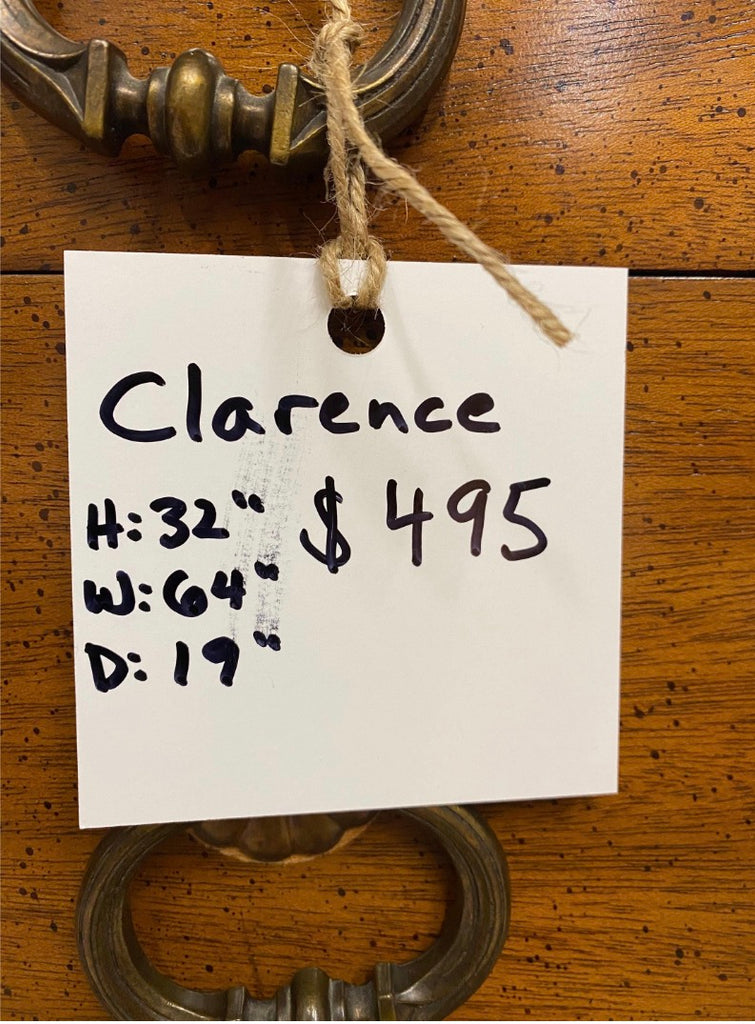 Clarence
H: 32" $495
W: 64"
D: 19"